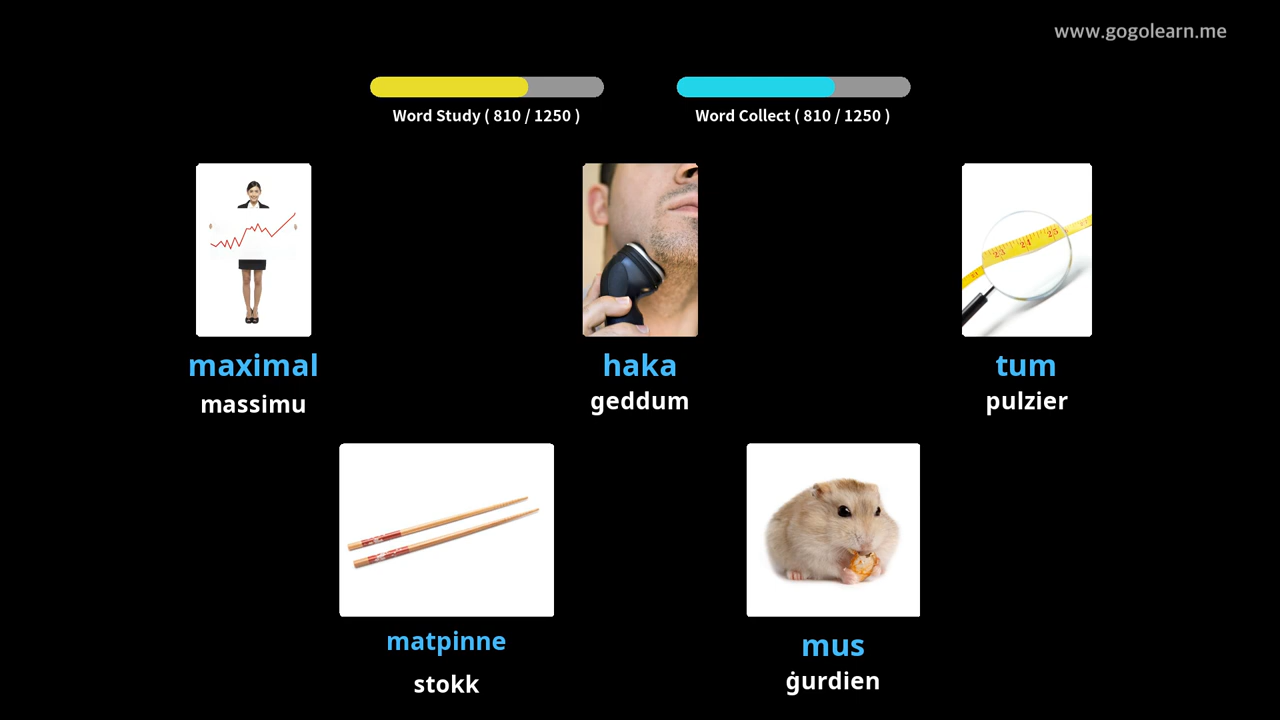 www.gogolearn.me
Word Study ( 810 / 1250 )
Word Collect ( 810 / 1250 )
maximal
massimu
haka
geddum
tum
pulzier
matpinne
stokk
mus
ġurdien